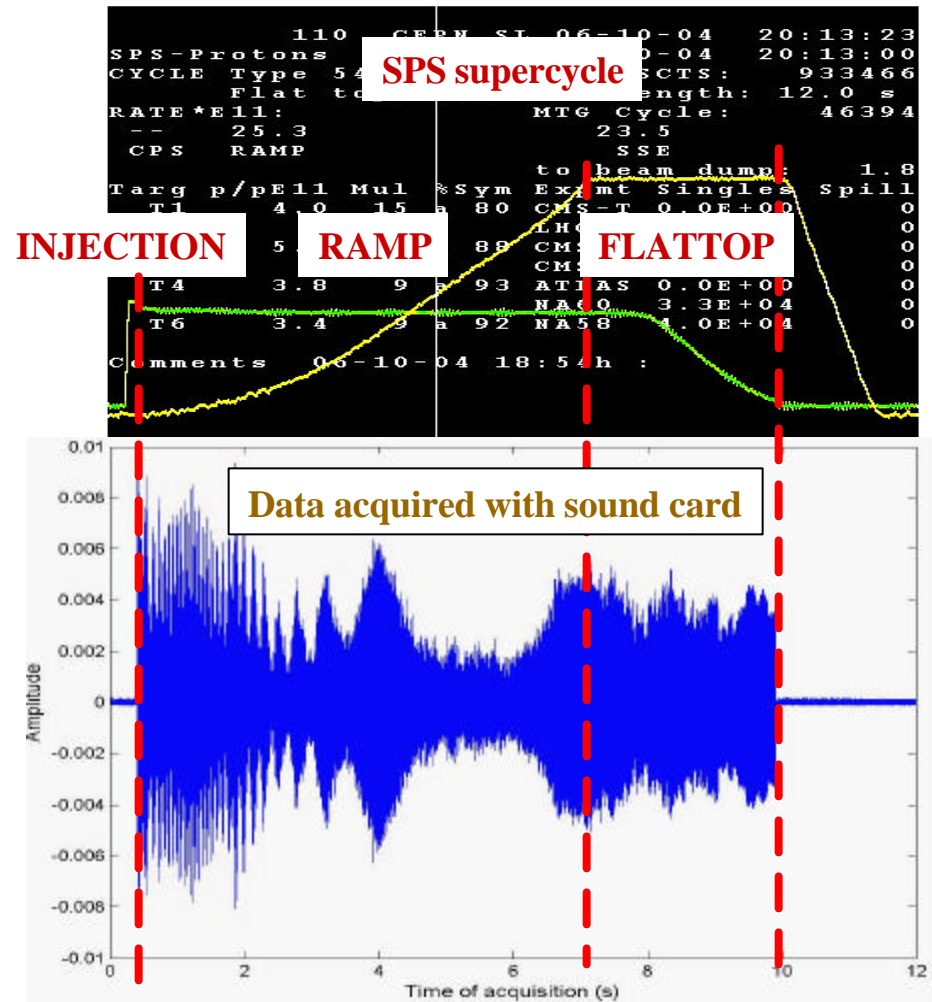 110 CERN SL 06-10-04 20:13:23
SPS-Protons 0-04 20:13:00
SPS supercycle
CYCLE Type 54 SCTS: 933466
Flat to ength: 12.0 s
RATE*E11: MTG Cycle: 46394
-- 25.3 23.5
CPS RAMP SSE
to beam dump: 1.8
Targ p/pE11 Mul %Sym Expmt Singles Spill
T1 4.0 15 a 80 CMS-T 0.0E+00 0
0
INJECTION RAMP FLATTOP
5. 88 CMS 0
CMS 0
T4 3.8 9 a 93 ATLAS 0.0E+00 0
NA60 3.3E+04 0
T6 3.4 9 a 92 NA58 4.0E+04 0
Comments 06-10-04 18:54h :
Data acquired with sound card
Amplitude
0.01
0.008
0.006
0.004
0.002
0
-0.002
-0.004
-0.006
-0.008
-0.01
0 2 4 6 8 10 12
Time of acquisition (s)